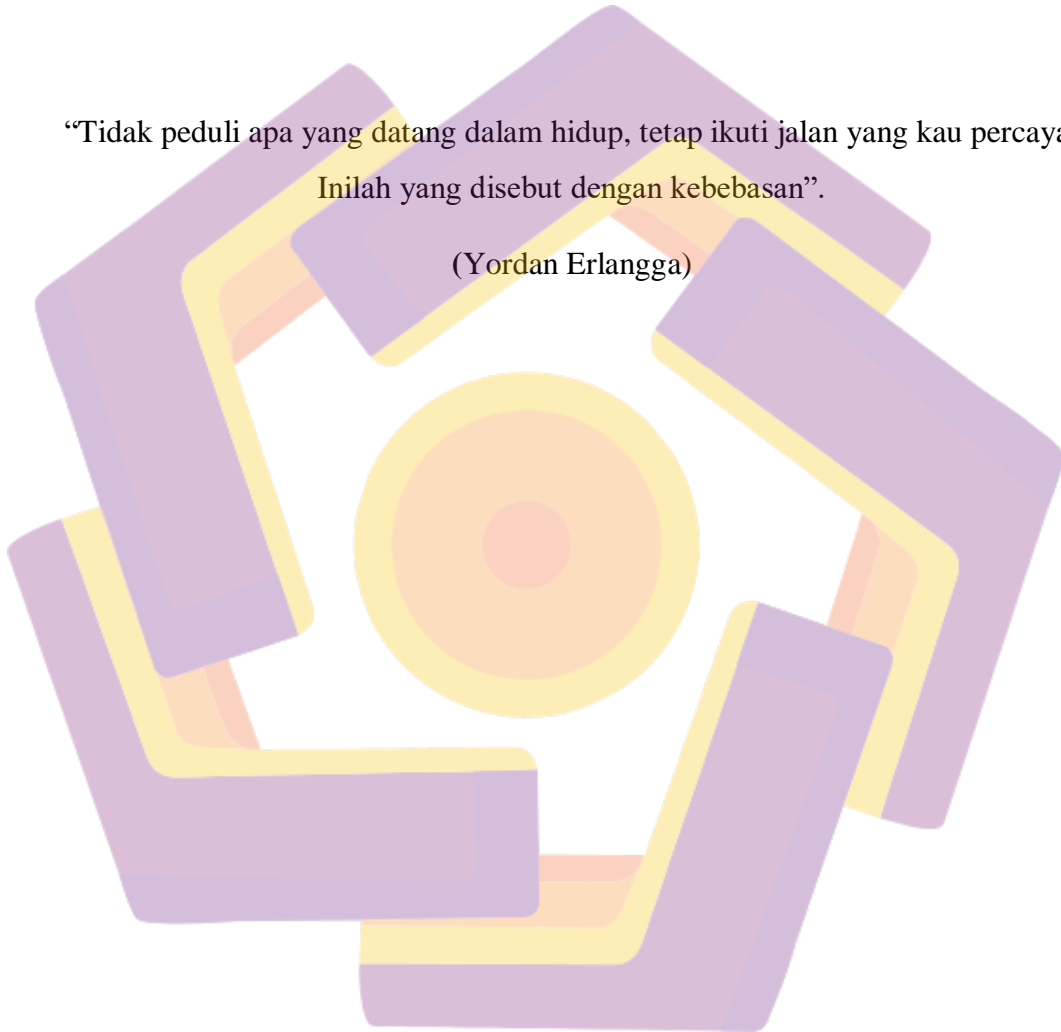 “Tidak peduli apa yang datang dalam hidup, tetap ikuti jalan yang kau percaya
Inilah yang disebut dengan kebebasan”.
(Yordan Erlangga)